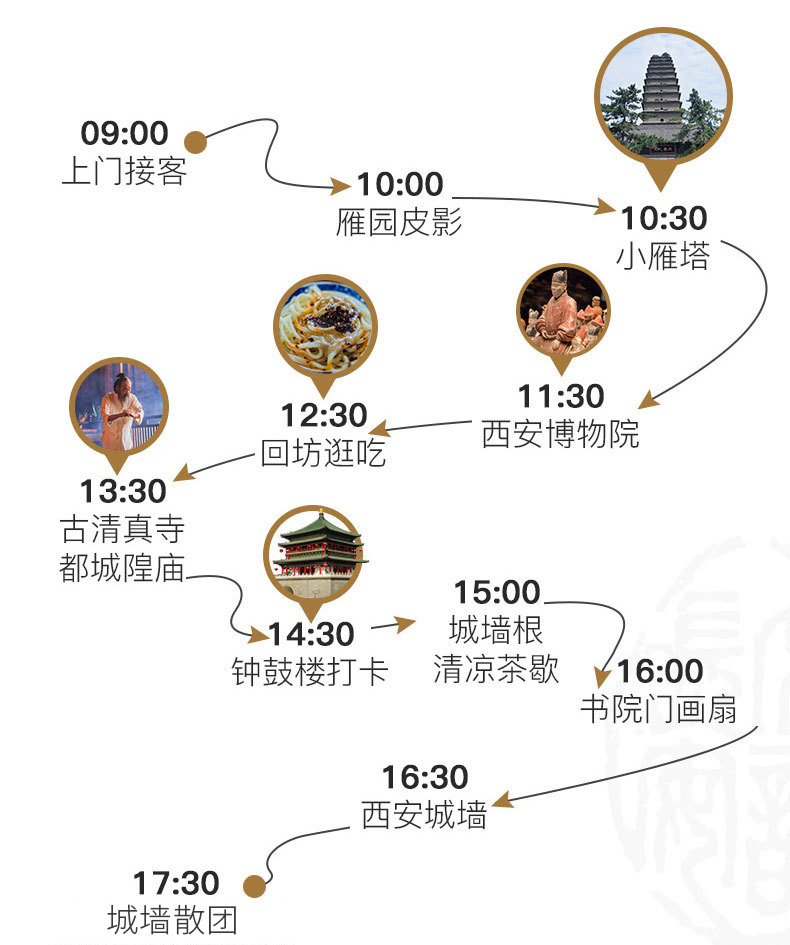 09:00
上门接客
10:00
雁园皮影
10:30
小雁塔
11:30
西安博物院
12:30
回坊逛吃
13:30
古清真寺
都城隍庙
14:30
钟鼓楼打卡
15:00
城墙根
清凉茶歇
16:00
书院门画扇
16:30
西安城墙
17:30
城墙散团